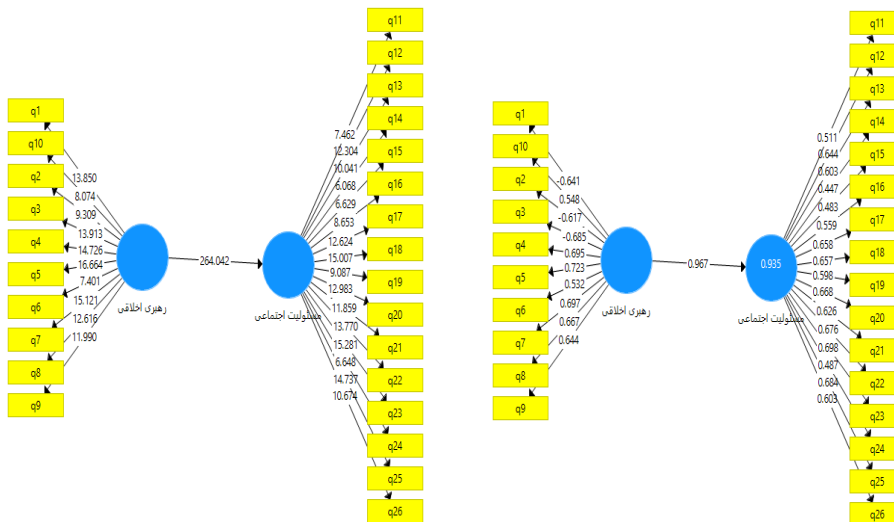 q1
q10
q2
q3
q4
q5
q6
q7
q8
q9
13.850
8.074
9.309
13.913
14.726
16.664
7.401
15.121
12.616
11.990
رهبری اخلاقی
264.042
مسئولیت اجتماعی
7.462
12.304
10.041
6.068
6.629
8.653
12.624
15.007
9.087
12.983
11.859
13.770
15.281
6.648
14.737
10.674
q11
q12
q13
q14
q15
q16
q17
q18
q19
q20
q21
q22
q23
q24
q25
q26
q1
q10
q2
q3
q4
q5
q6
q7
q8
q9
-0.641
0.548
-0.617
-0.685
0.695
0.723
0.532
0.697
0.667
0.644
رهبری اخلاقی
0.967
0.935
مسئولیت اجتماعی
0.511
0.644
0.603
0.447
0.483
0.559
0.658
0.657
0.598
0.668
0.626
0.676
0.698
0.487
0.684
0.603
q11
q12
q13
q14
q15
q16
q17
q18
q19
q20
q21
q22
q23
q24
q25
q26